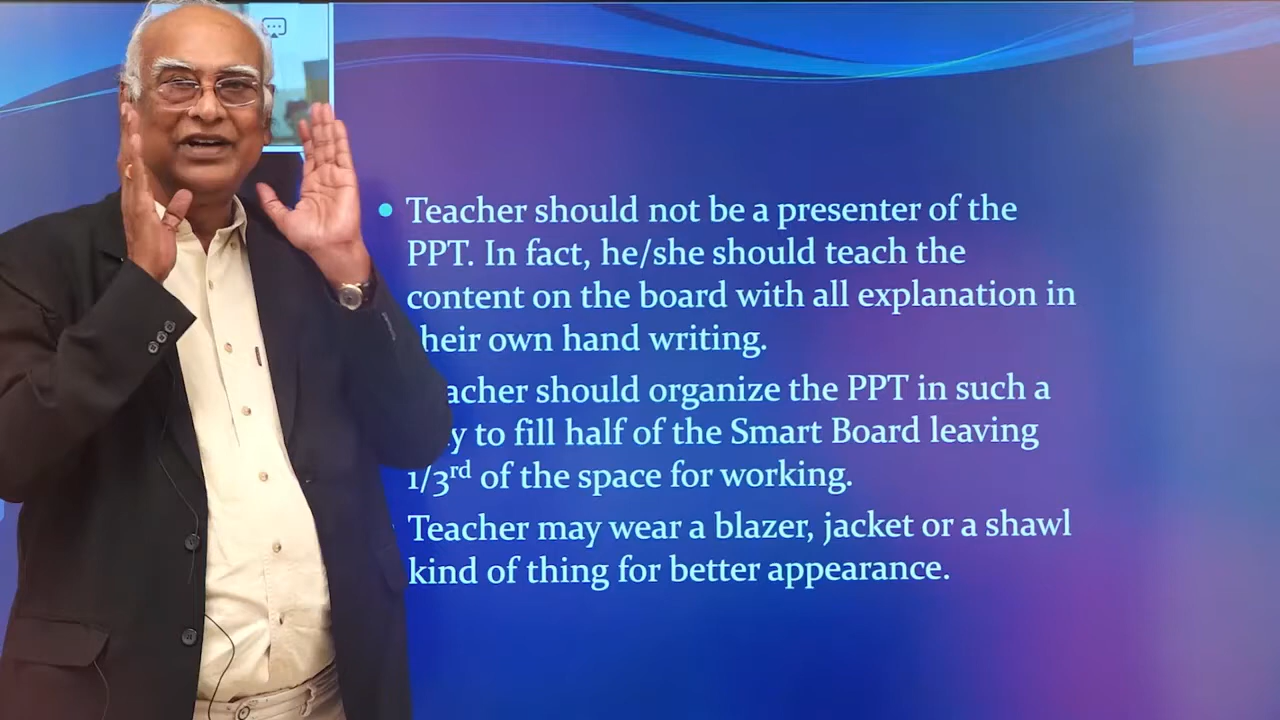 Teacher should not be a presenter of the
PPT. In fact, he/she should teach the
content on the board with all explanation in
heir own hand writing.
acher should organize the PPT in such a
y to fill half of the Smart Board leaving
1/3rd of the space for working.
Teacher may wear a blazer, jacket or a shawl
kind of thing for better appearance.